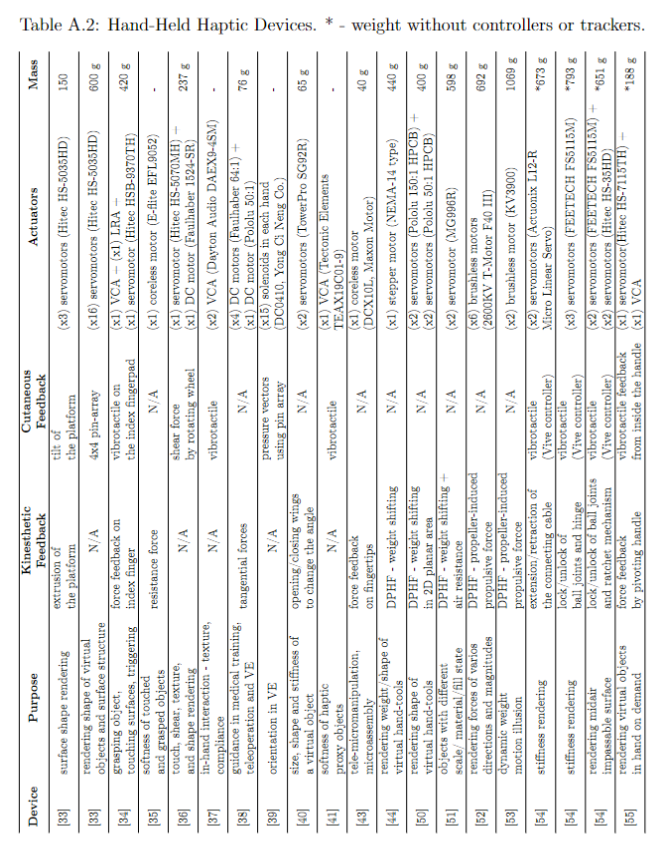 Table A.2: Hand-Held Haptic Devices. * - weight without controllers or trackers.
Device Purpose Kinesthetic Feedback Cutaneous Feedback Actuators Mass
[33] surface shape rendering extrusion of the platform tilt of the platform (x3) servomotors (Hitec HS-5035HD) 150
[33] rendering shape of virtual objects and surface structure N/A 4x4 pin-array (x16) servomotors (Hitec HS-5035HD) 600 g
[34] grasping object, touching surfaces, triggering force feedback on index finger vibrotactile on the index fingerpad (x1) VCA + (x1) LRA + (x1) servomotor (Hitec HSB-9370TH) 420 g
[35] softness of touched and grasped objects resistance force N/A (x1) coreless motor (E-flite EFL9052) -
[36] touch, shear, texture, and shape rendering N/A shear force by rotating wheel (x1) servomotor (Hitec HS-5070MH) + (x1) DC motor (Faulhaber 1524-SR) 237 g
[37] in-hand interaction - texture, compliance N/A vibrotactile (x2) VCA (Dayton Audio DAEX9-4SM) -
[38] guidance in medical training, teleoperation and VE tangential forces N/A (x4) DC motors (Faulhaber 64:1) + (x1) DC motor (Pololu 50:1) 76 g
[39] orientation in VE N/A pressure vectors using pin array (x15) solenoids in each hand (DC0410, Yong Ci Neng Co.) -
[40] size, shape and stiffness of a virtual object opening/closing wings to change the angle N/A (x2) servomotors (TowerPro SG92R) 65 g
[41] softness of haptic proxy objects N/A vibrotactile (x1) VCA (Tectonic Elements TEAX19C01-9) -
[43] tele-micromanipulation, microassembly force feedback on fingertips N/A (x1) coreless motor (DCX10L, Maxon Motor) 40 g
[44] rendering weight/shape of virtual hand-tools DPHF - weight shifting N/A (x1) stepper motor (NEMA-14 type) 440 g
[50] rendering shape of virtual hand-tools DPHF - weight shifting in 2D planar area N/A (x2) servomotors (Pololu 150:1 HPCB) + (x2) servomotors (Pololu 50:1 HPCB) 400 g
[51] objects with different scale/ material/fill state DPHF - weight shifting + air resistance N/A (x2) servomotor (MG996R) 598 g
[52] rendering forces of varios directions and magnitudes DPHF - propeller-induced propulsive forcce N/A (x6) brushless motors (2600KV T-Motor F40 III) 692 g
[53] dynamic weight motion illusion DPHF - propeller-induced propulsive forcce N/A (x2) brushless motor (KV3900) 1069 g
[54] stiffness rendering extension/retraction of the connecting cable vibrotactile (Vive controller) (x2) servomotors (Actuonix L12-R Micro Linear Servo) *673 g
[54] stiffness rendering lock/unlock of ball joints and hinge vibrotactile (Vive controller) (x3) servomotors (FEETECH FS5115M) *793 g
[54] rendering midair impassable surface lock/unlock of ball joints and ratchet mechanism vibrotactile (Vive controller) (x2) servomotors (FEETECH FS5115M) + (x2) servomotors (Hitec HS-35HD) *651 g
[55] rendering virtual objects in hand on demand force feedback by pivoting handle vibrotactile feedback from inside the handle (x1) servomotor(Hitec HS-7115TH) + (x1) VCA *188 g